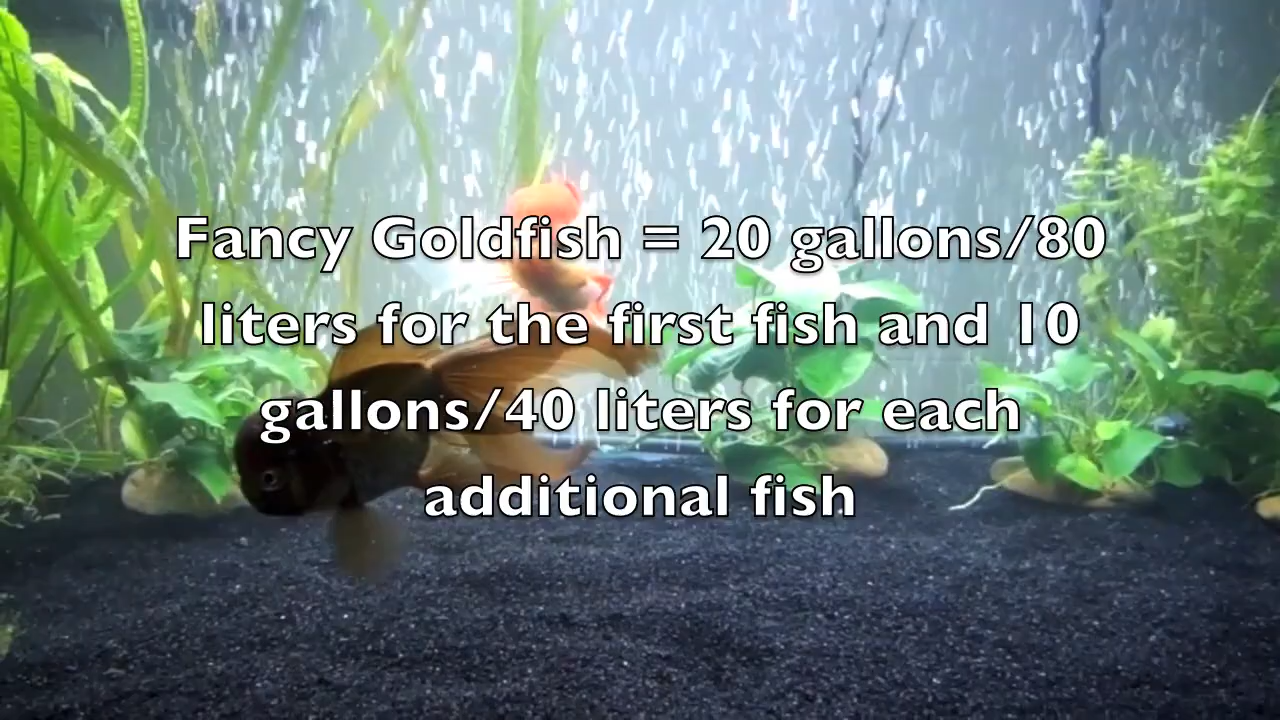 Fancy Goldfish = 20 gallons/80
liters for the first fish and 10
gallons/40 liters for each
additional fish